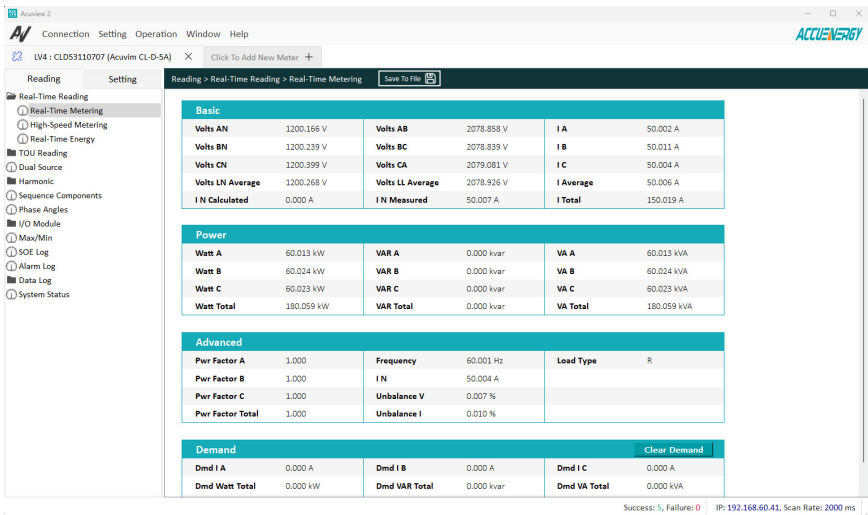 Acuview 2
Connection Setting Operation Window Help
ACCUENERGY
LV4 : CLD53110707 (Acuvim CL-D-5A) Click To Add New Meter
Reading Setting
Reading > Real-Time Reading > Real-Time Metering Save To File
Real-Time Reading
Real-Time Metering
High-Speed Metering
Real-Time Energy
TOU Reading
Dual Source
Harmonic
Sequence Components
Phase Angles
I/O Module
Max/Min
SOE Log
Alarm Log
Data Log
System Status
Basic
Volts AN 1200.166 V Volts AB 2078.858 V I A 50.002 A
Volts BN 1200.239 V Volts BC 2078.839 V I B 50.011 A
Volts CN 1200.399 V Volts CA 2079.081 V I C 50.004 A
Volts LN Average 1200.268 V Volts LL Average 2078.926 V I Average 50.006 A
I N Calculated 0.000 A I N Measured 50.007 A I Total 150.019 A
Power
Watt A 60.013 kW VAR A 0.000 kvar VA A 60.013 kVA
Watt B 60.024 kW VAR B 0.000 kvar VA B 60.024 kVA
Watt C 60.023 kW VAR C 0.000 kvar VA C 60.023 kVA
Watt Total 180.059 kW VAR Total 0.000 kvar VA Total 180.059 kVA
Advanced
Pwr Factor A 1.000 Frequency 60.001 Hz Load Type R
Pwr Factor B 1.000 I N 50.004 A
Pwr Factor C 1.000 Unbalance V 0.007 %
Pwr Factor Total 1.000 Unbalance I 0.010 %
Demand Clear Demand
Dmd I A 0.000 A Dmd I B 0.000 A Dmd I C 0.000 A
Dmd Watt Total 0.000 kW Dmd VAR Total 0.000 kvar Dmd VA Total 0.000 kVA
Success: 5, Failure: 0 IP: 192.168.60.41, Scan Rate: 2000 ms